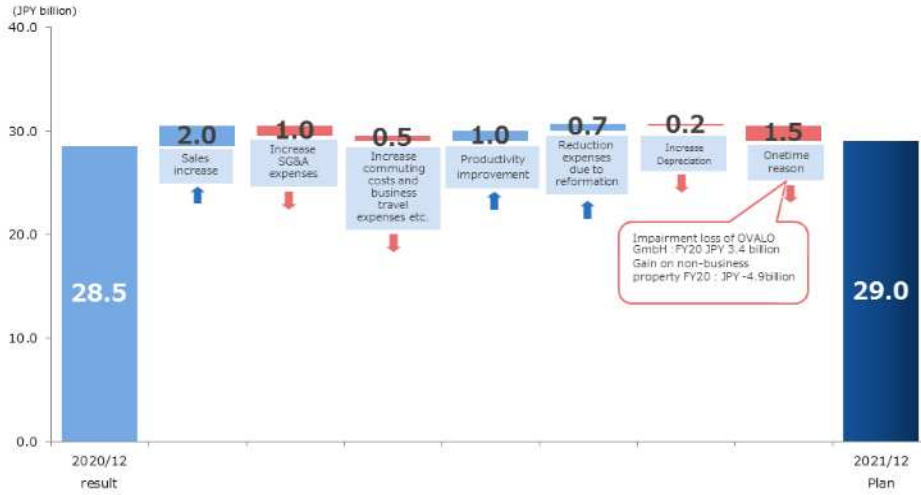 (JPY billion)
40.0
30.0
20.0
10.0
0.0
28.5
2020/12
result
2.0
Sales
increase
1.0
Increase
SG&A
expenses
0.5
Increase
commuting
costs and
business
travel
expenses etc.
1.0
Productivity
improvement
0.7
Reduction
expenses
due to
reformation
0.2
Increase
Depreciation
1.5
Onetime
reason
Impairment loss of OVALO
GmbH : FY20 JPY 3.4 billion
Gain on non-business
property FY20 : JPY -4.9billion
29.0
2021/12
Plan